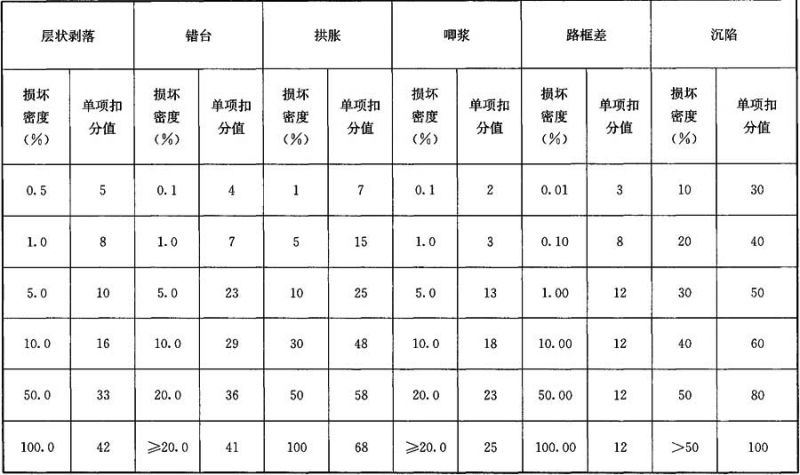 层状剥落 错台 拱胀 唧浆 路框差 沉陷
损坏密度(%) 单项扣分值 损坏密度(%) 单项扣分值 损坏密度(%) 单项扣分值 损坏密度(%) 单项扣分值 损坏密度(%) 单项扣分值 损坏密度(%) 单项扣分值
0.5 5 0.1 4 1 7 0.1 2 0.01 3 10 30
1.0 8 1.0 7 5 15 1.0 3 0.10 8 20 40
5.0 10 5.0 23 10 25 5.0 13 1.00 12 30 50
10.0 16 10.0 29 30 48 10.0 18 10.00 12 40 60
50.0 33 20.0 36 50 58 20.0 23 50.00 12 50 80
100.0 42 ≥20.0 41 100 68 ≥20.0 25 100.00 12 >50 100